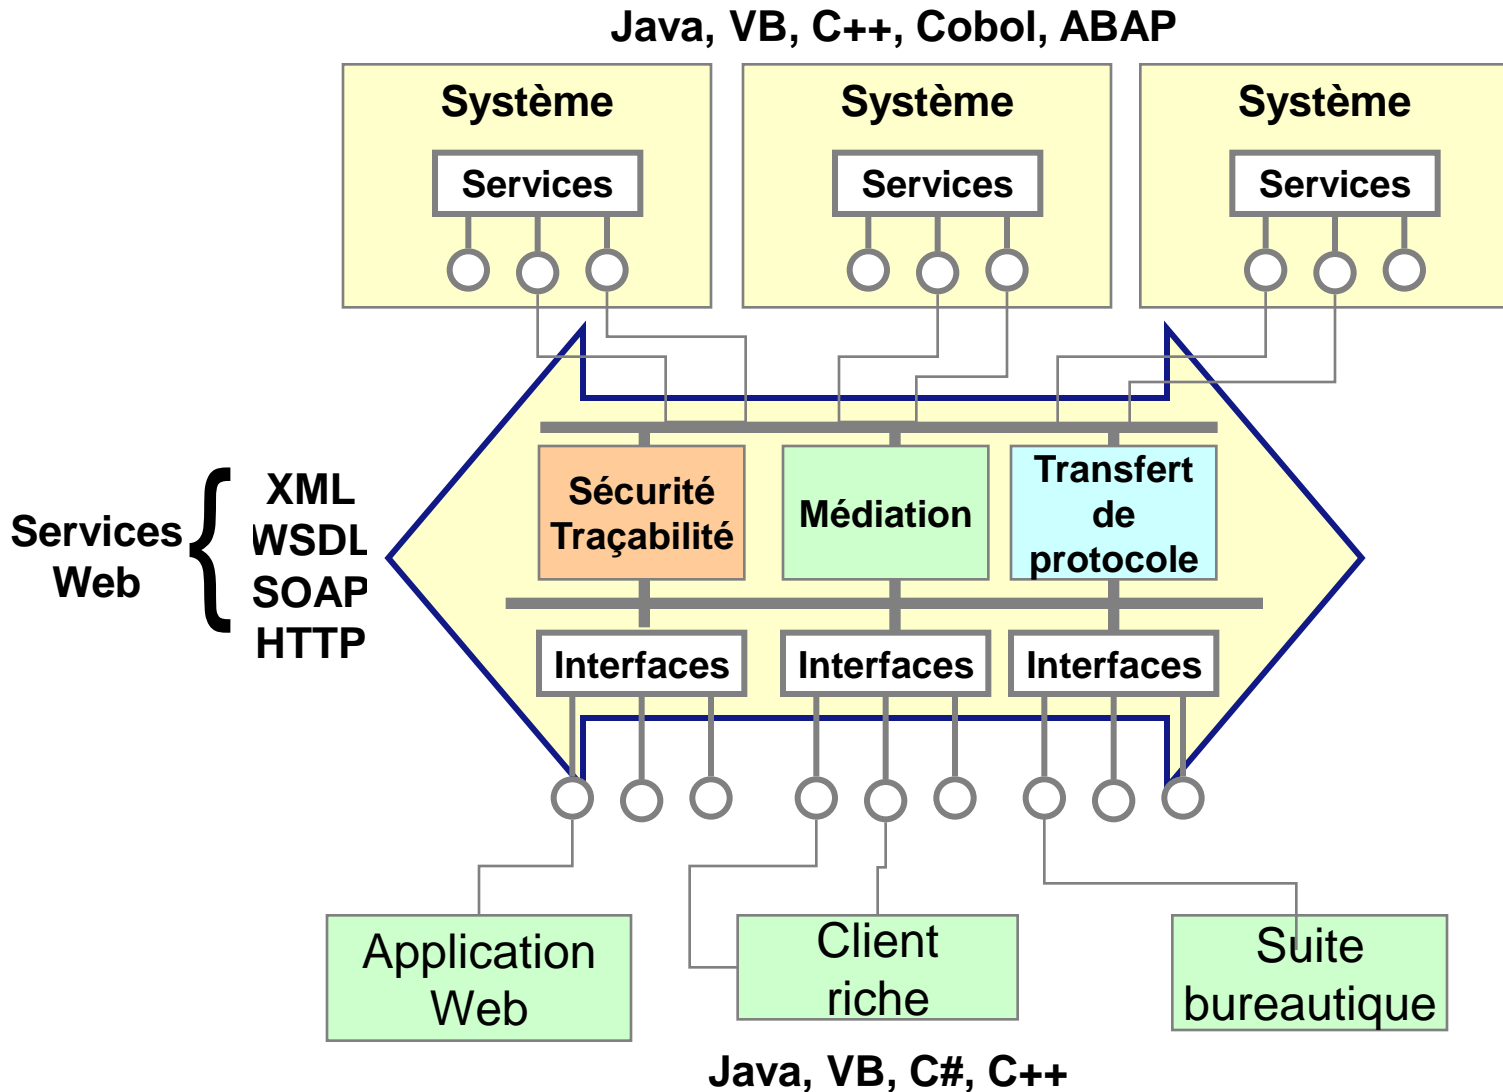 Java, VB, C++, Cobol, ABAP
Système
Système
Système
Services
Services
Services
Services
Web
{
XML
WSDL
SOAP
HTTP
Sécurité
Traçabilité
Médiation
Transfert
de
protocole
Interfaces
Interfaces
Interfaces
Application
Web
Client
riche
Suite
bureautique
Java, VB, C#, C++